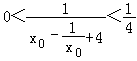 0 < 1/(x₀ - 1/x₀ + 4) < 1/4